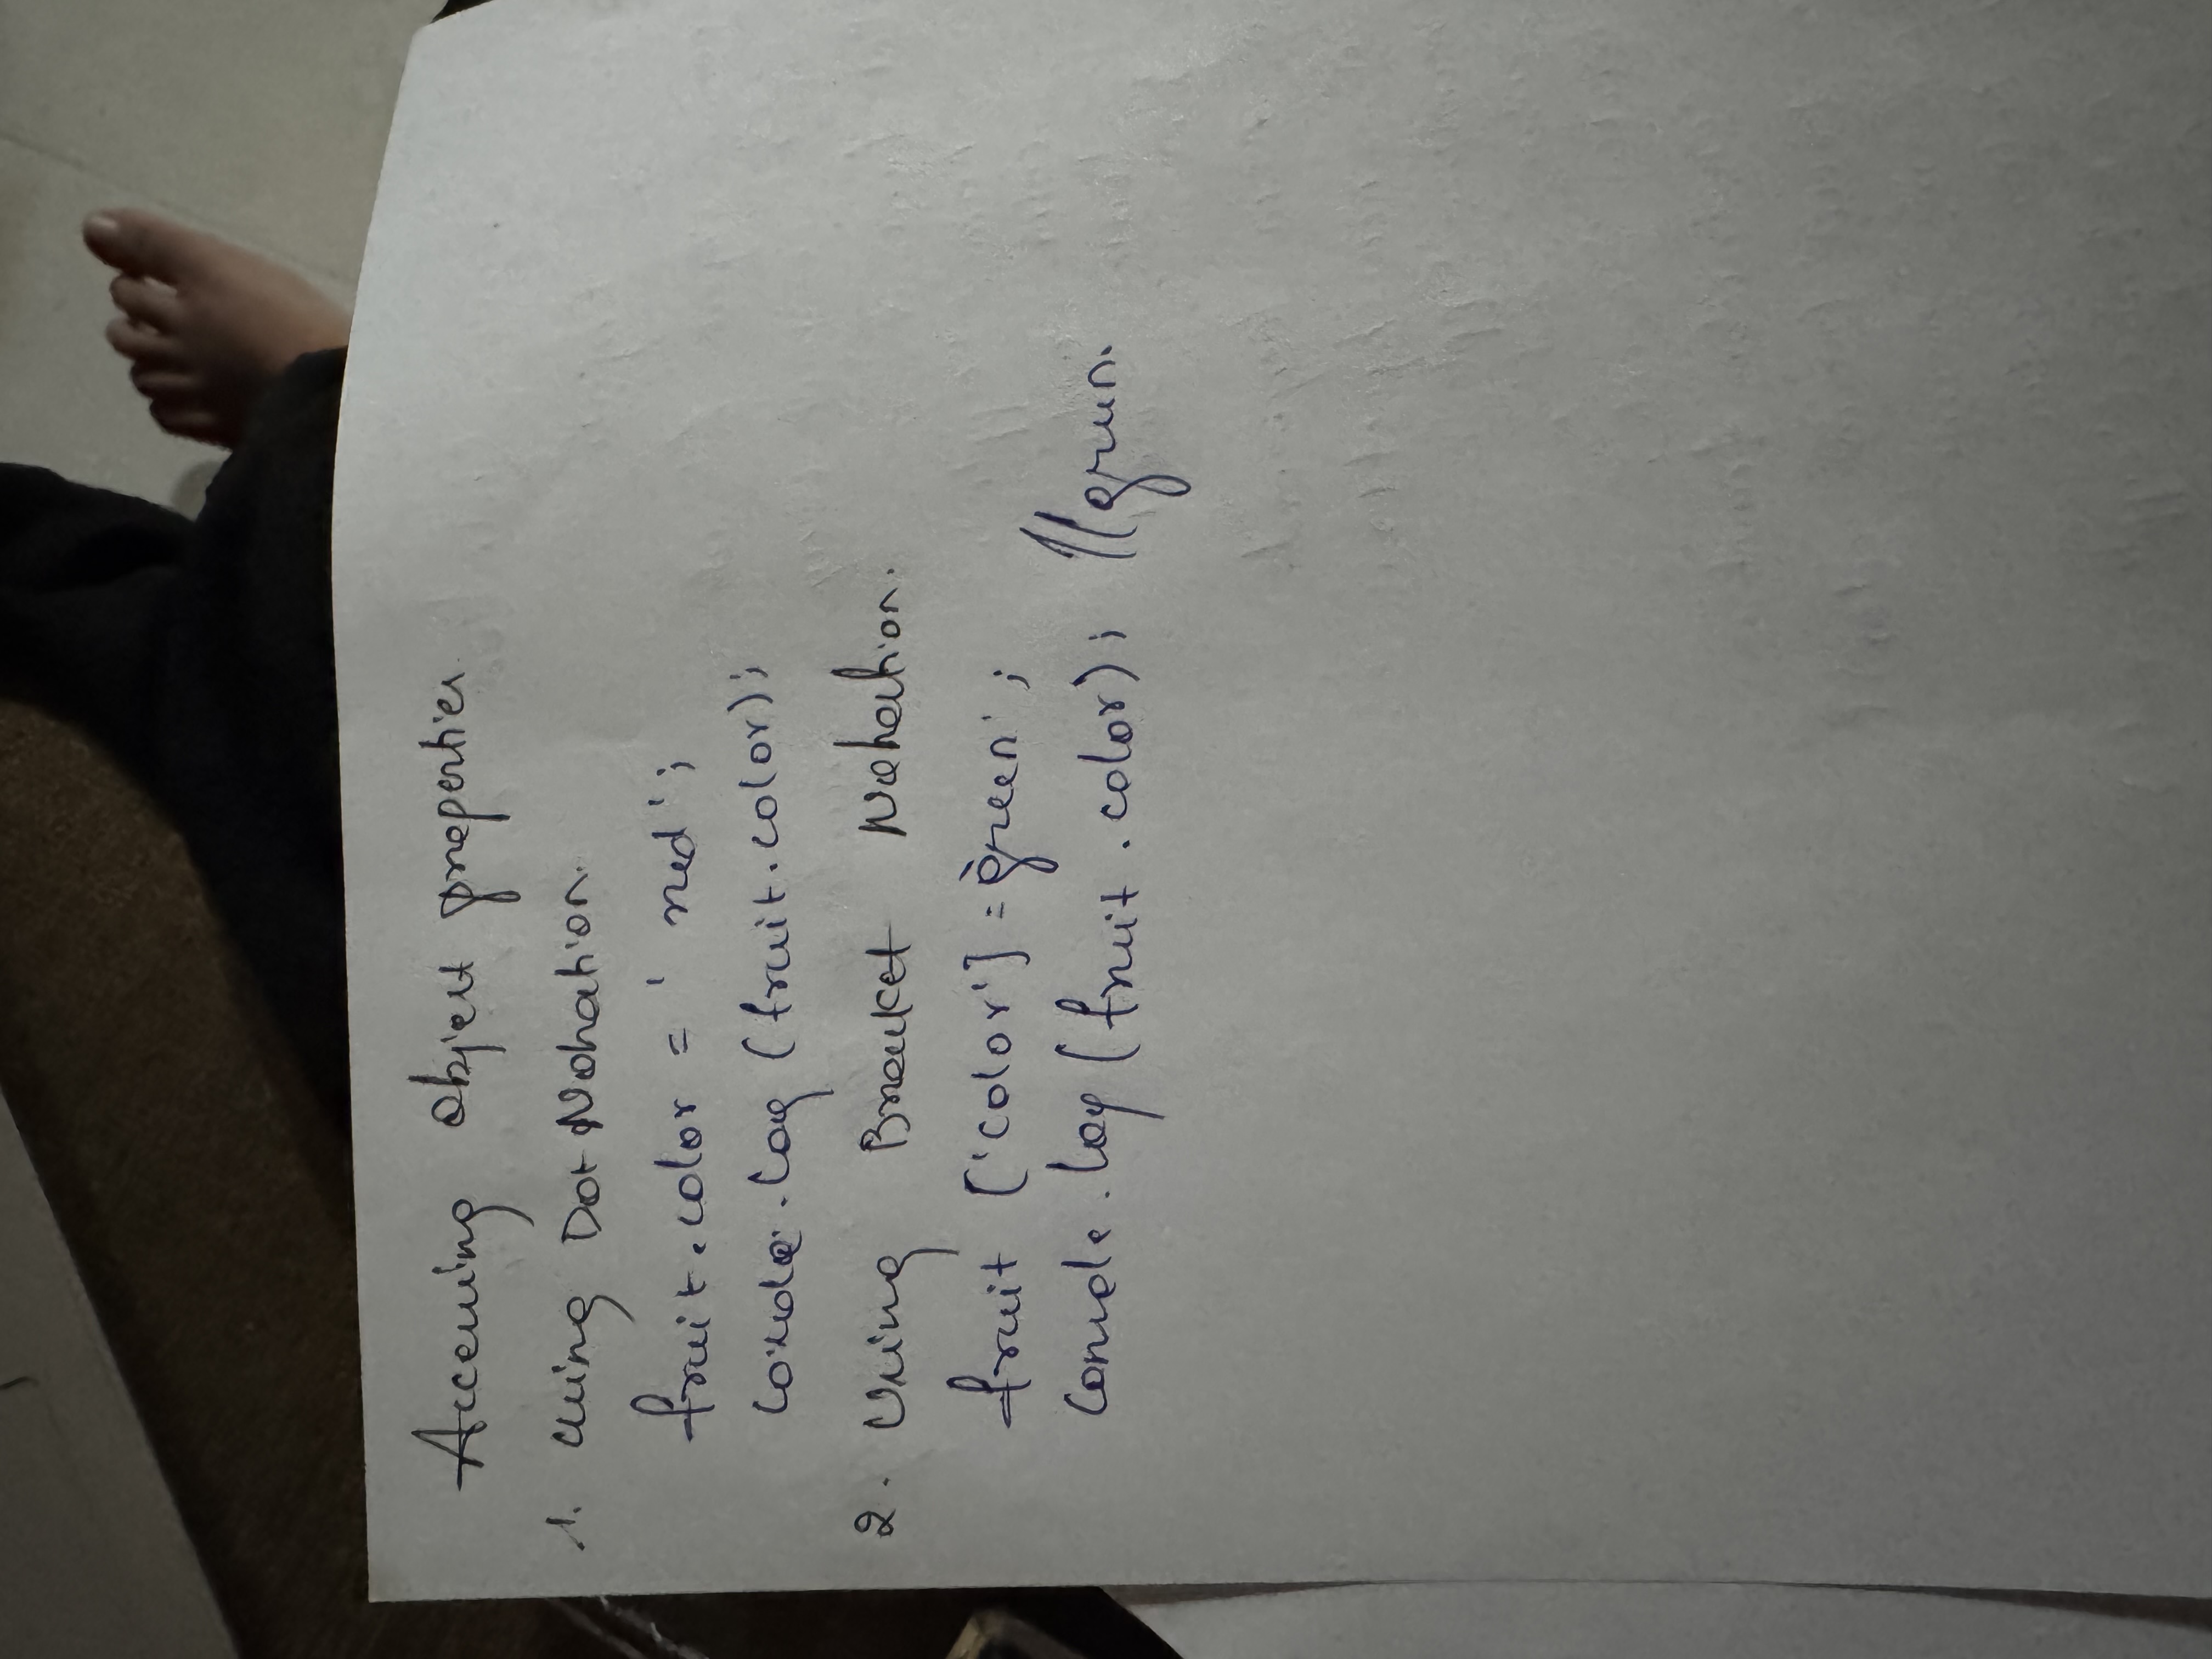 Accessing Object properties
1. Using Dot Notation.
fruit.color = ' red';
console.log (fruit.color);
2. Using Bracket Notation.
fruit ['color'] = 'green' ;
Console.log (fruit.color); //green.